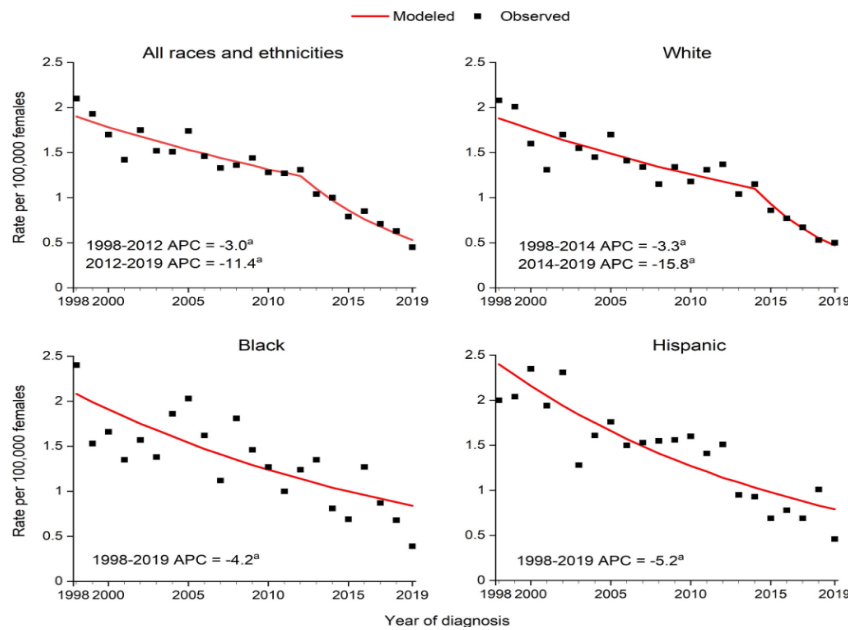 Modeled Observed
All races and ethnicities
Rate per 100,000 females
2.5
2
1.5
1
0.5
0
1998 2000 2005 2010 2015 2019
1998-2012 APC = -3.0ª
2012-2019 APC = -11.4ª
White
2.5
2
1.5
1
0.5
0
1998 2000 2005 2010 2015 2019
1998-2014 APC = -3.3ª
2014-2019 APC = -15.8ª
Black
Rate per 100,000 females
2.5
2
1.5
1
0.5
0
1998 2000 2005 2010 2015 2019
1998-2019 APC = -4.2ª
Hispanic
2.5
2
1.5
1
0.5
0
1998 2000 2005 2010 2015 2019
1998-2019 APC = -5.2ª
Year of diagnosis